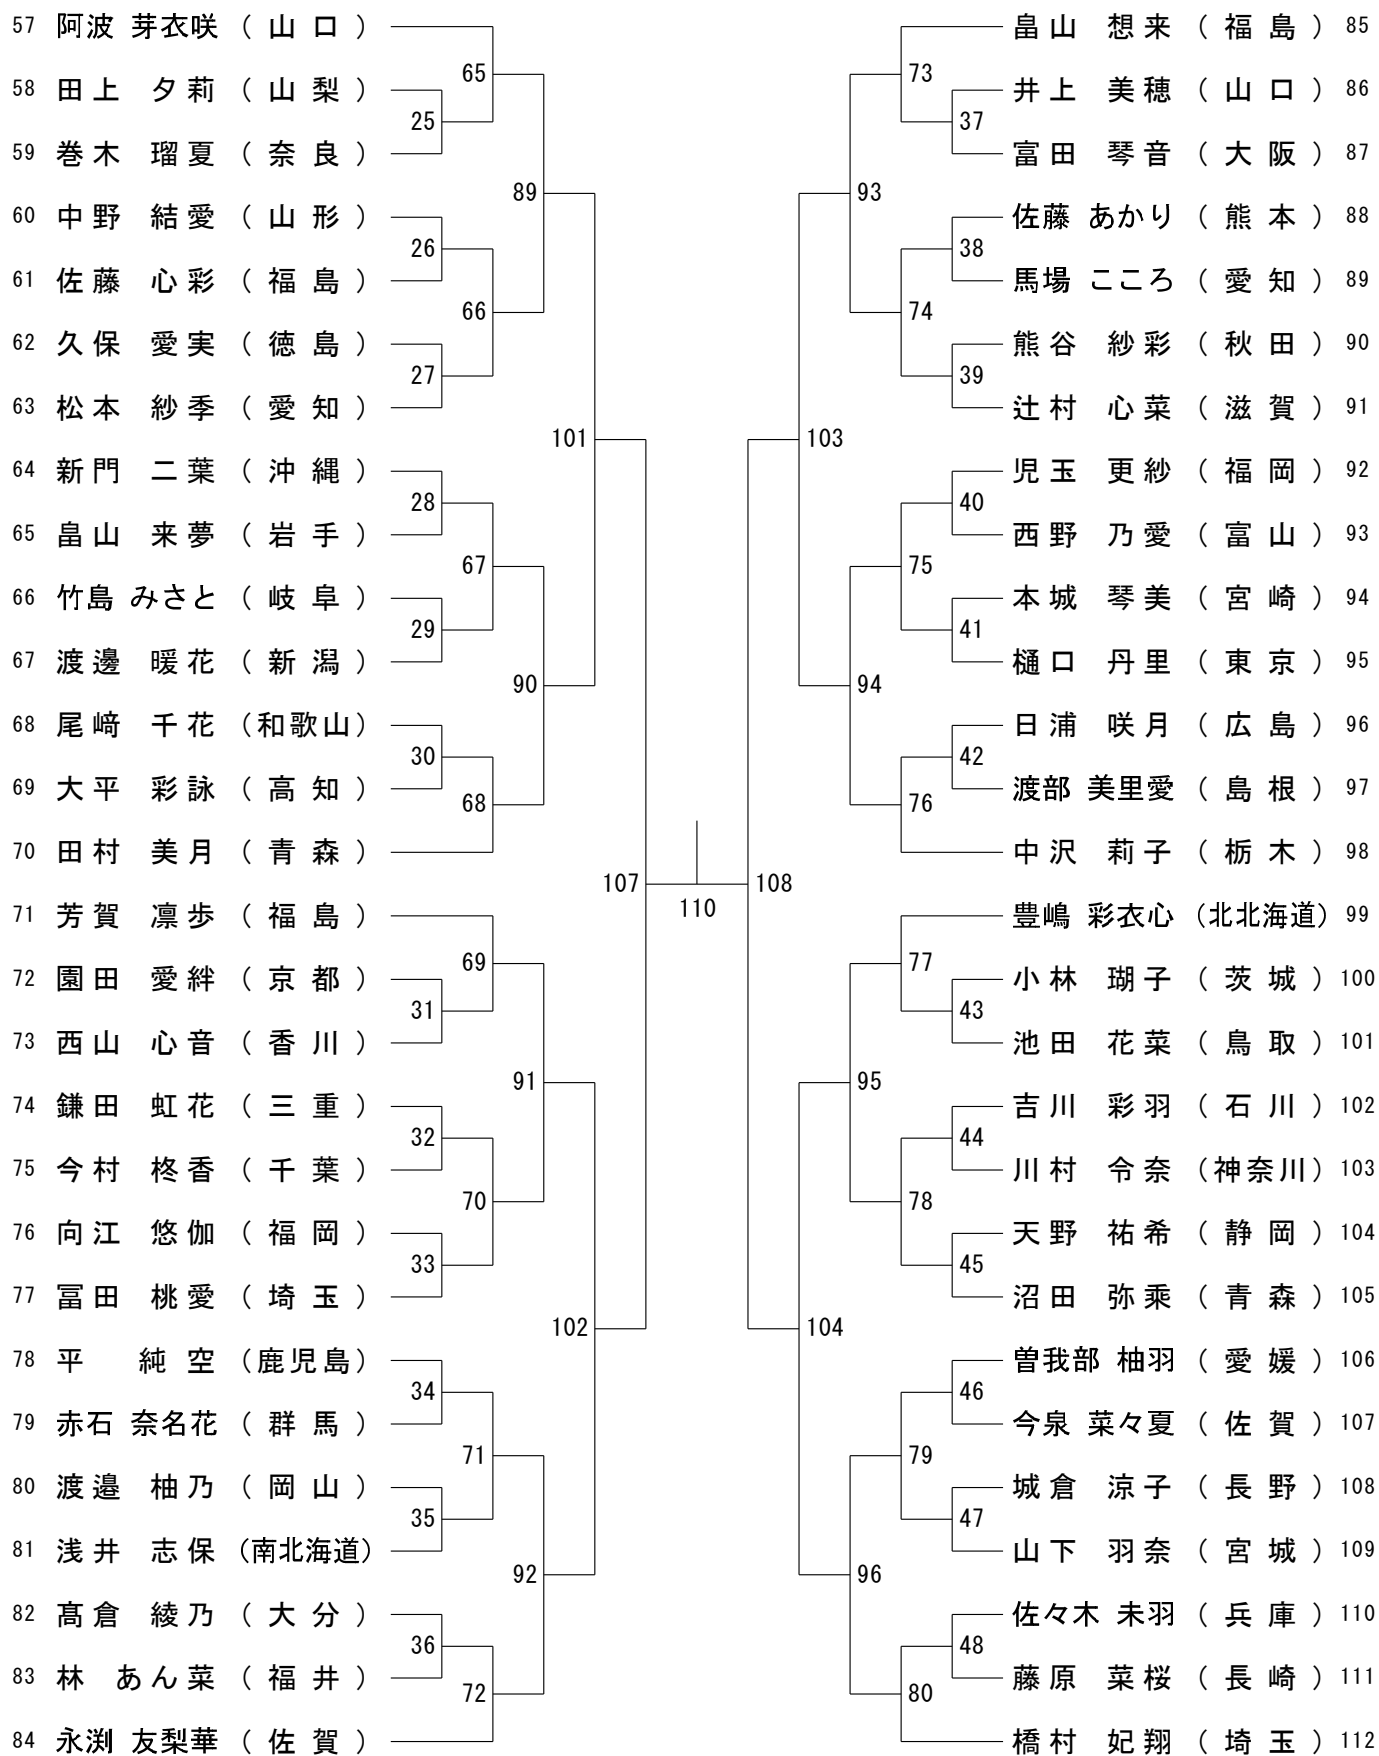 57 阿波 芽衣咲 ( 山 口 )
58 田上 夕莉 ( 山 梨 )
59 巻木 瑠夏 ( 奈 良 )
60 中野 結愛 ( 山 形 )
61 佐藤 心彩 ( 福 島 )
62 久保 愛実 ( 徳 島 )
63 松本 紗季 ( 愛 知 )
64 新門 二葉 ( 沖 縄 )
65 畠山 来夢 ( 岩 手 )
66 竹島 みさと ( 岐 阜 )
67 渡邊 暖花 ( 新 潟 )
68 尾﨑 千花 (和歌山)
69 大平 彩詠 ( 高 知 )
70 田村 美月 ( 青 森 )
71 芳賀 凛歩 ( 福 島 )
72 園田 愛絆 ( 京 都 )
73 西山 心音 ( 香 川 )
74 鎌田 虹花 ( 三 重 )
75 今村 柊香 ( 千 葉 )
76 向江 悠伽 ( 福 岡 )
77 冨田 桃愛 ( 埼 玉 )
78 平 純空 (鹿児島)
79 赤石 奈名花 ( 群 馬 )
80 渡邉 柚乃 ( 岡 山 )
81 浅井 志保 (南北海道)
82 髙倉 綾乃 ( 大 分 )
83 林 あん菜 ( 福 井 )
84 永渕 友梨華 ( 佐 賀 )
65
25
89
26
66
27
101
28
67
29
90
30
68
107
69
31
91
32
70
33
102
34
71
35
92
36
72
110
108
73
37
93
38
74
39
103
40
75
41
94
42
76
77
43
95
44
78
45
104
46
79
47
96
48
80
畠山 想来 ( 福 島 ) 85
井上 美穂 ( 山 口 ) 86
富田 琴音 ( 大 阪 ) 87
佐藤 あかり ( 熊 本 ) 88
馬場 こころ ( 愛 知 ) 89
熊谷 紗彩 ( 秋 田 ) 90
辻村 心菜 ( 滋 賀 ) 91
児玉 更紗 ( 福 岡 ) 92
西野 乃愛 ( 富 山 ) 93
本城 琴美 ( 宮 崎 ) 94
樋口 丹里 ( 東 京 ) 95
日浦 咲月 ( 広 島 ) 96
渡部 美里愛 ( 島 根 ) 97
中沢 莉子 ( 栃 木 ) 98
豊嶋 彩衣心 (北北海道) 99
小林 瑚子 ( 茨 城 ) 100
池田 花菜 ( 鳥 取 ) 101
吉川 彩羽 ( 石 川 ) 102
川村 令奈 (神奈川) 103
天野 祐希 ( 静 岡 ) 104
沼田 弥乘 ( 青 森 ) 105
曽我部 柚羽 ( 愛 媛 ) 106
今泉 菜々夏 ( 佐 賀 ) 107
城倉 涼子 ( 長 野 ) 108
山下 羽奈 ( 宮 城 ) 109
佐々木 未羽 ( 兵 庫 ) 110
藤原 菜桜 ( 長 崎 ) 111
橋村 妃翔 ( 埼 玉 ) 112